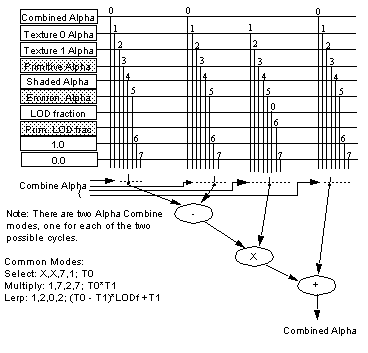 0 0 0
Combined Alpha
1 1 1 1
Texture 0 Alpha
2 2 2 2
Texture 1 Alpha
3 3 3 3
Primitive Alpha
4 4 4 4
Shaded Alpha
5 5 5 5
Environ. Alpha
0
LOD fraction
6
Prim. LOD frac
6 6 6
1.0
7 7 7 7
0.0
Combine Alpha
Note: There are two Alpha Combine
modes, one for each of the two
possible cycles.
-
X
+
Common Modes:
Select: X,X,7,1; T0
Multiply: 1,7,2,7; T0*T1
Lerp: 1,2,0,2; (T0 - T1)*LODf + T1
Combined Alpha